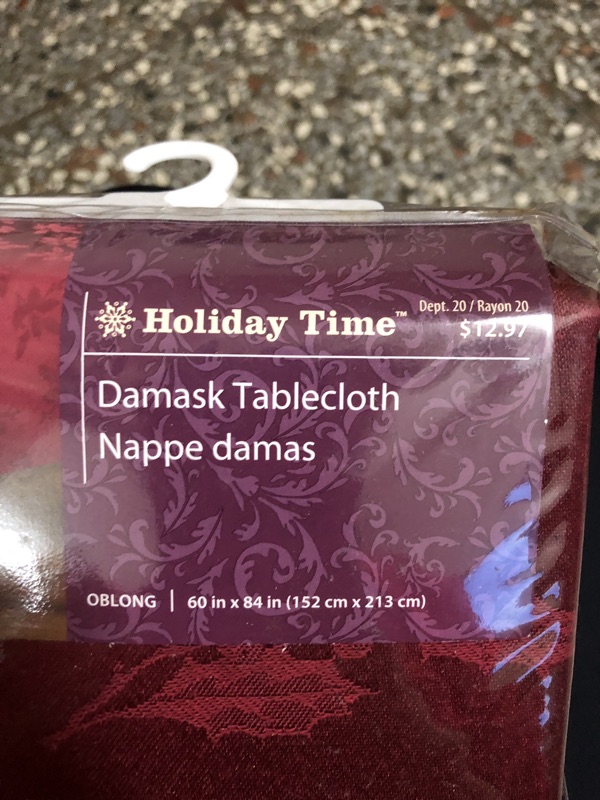 Holiday Time™
Dept. 20 / Rayon 20
$12.97
Damask Tablecloth
Nappe damas
OBLONG | 60 in x 84 in (152 cm x 213 cm)